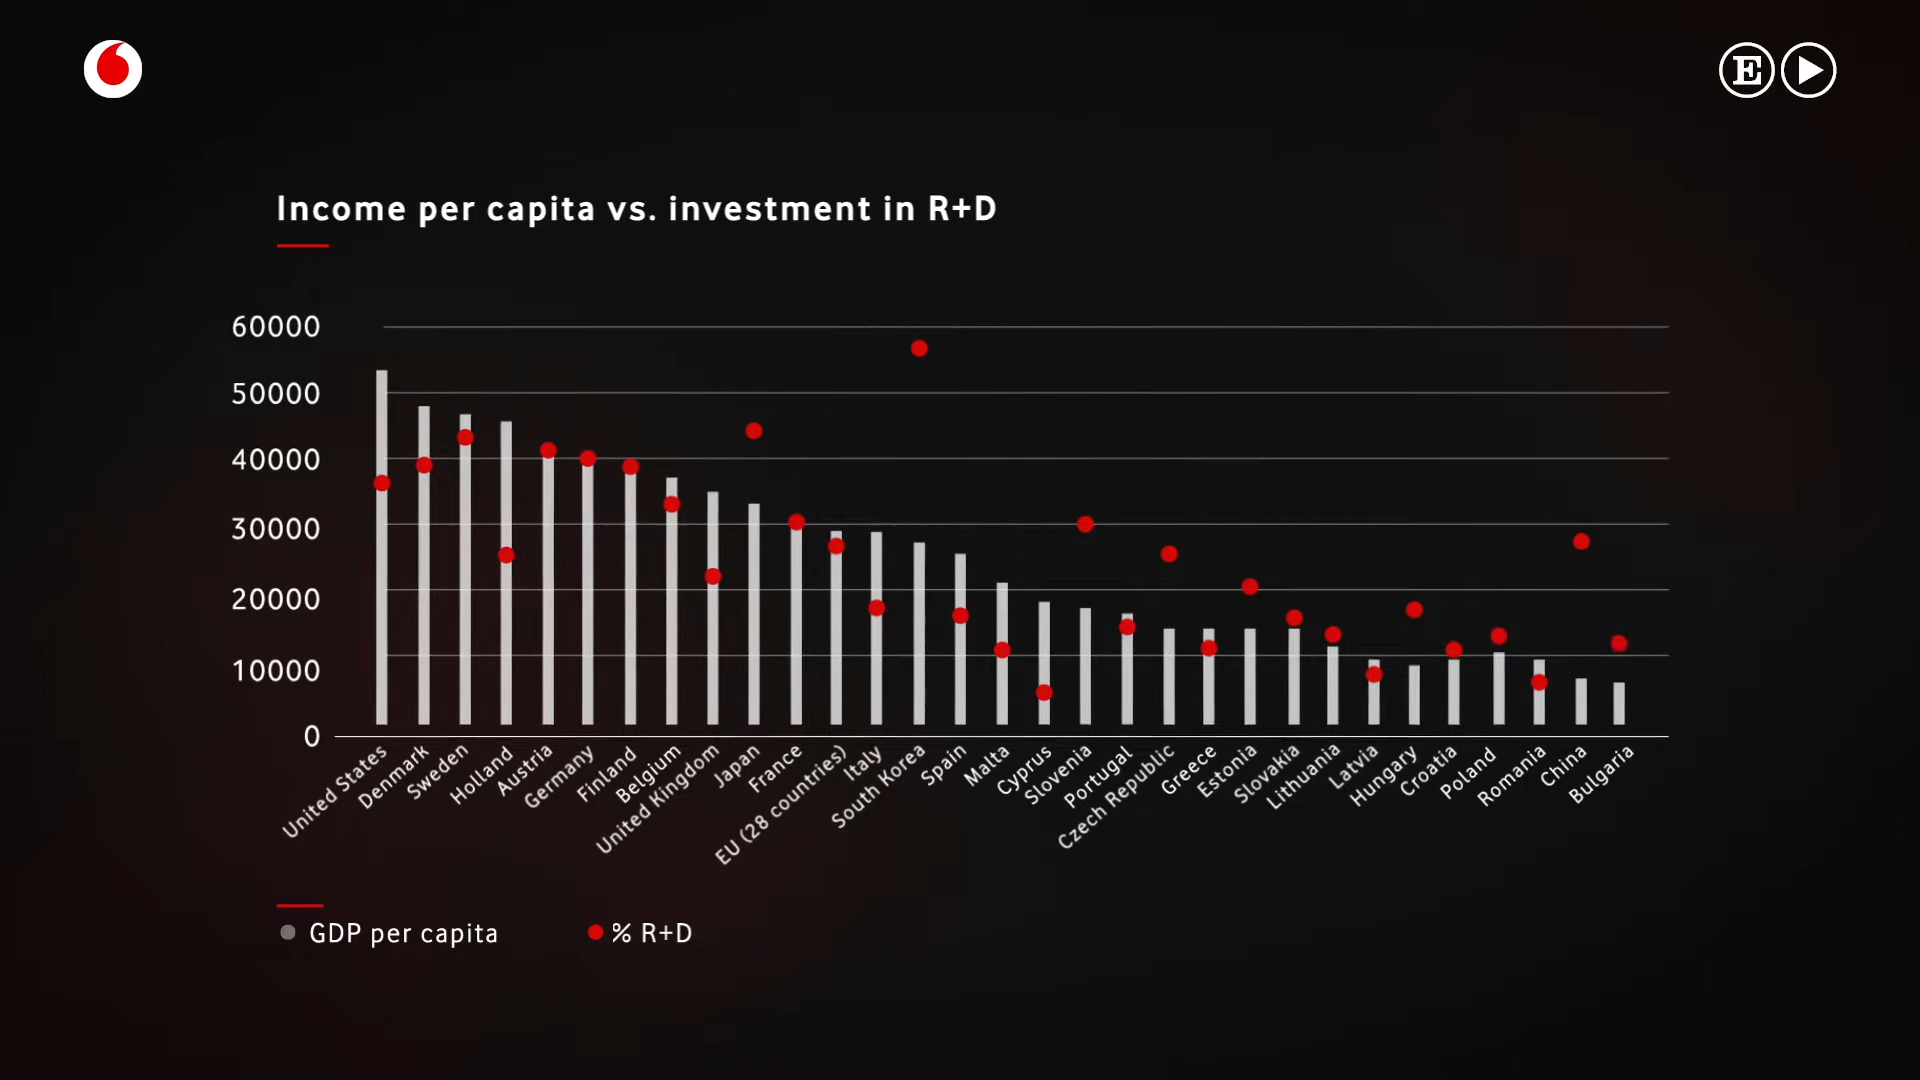 E
Income per capita vs. investment in R+D
60000
50000
40000
30000
20000
10000
0
United States
Denmark
Sweden
Holland
Austria
Germany
Finland
Belgium
United Kingdom
Japan
France
EU (28 countries)
Italy
South Korea
Spain
Malta
Cyprus
Slovenia
Portugal
Czech Republic
Greece
Estonia
Slovakia
Lithuania
Latvia
Hungary
Croatia
Poland
Romania
China
Bulgaria
GDP per capita
% R+D